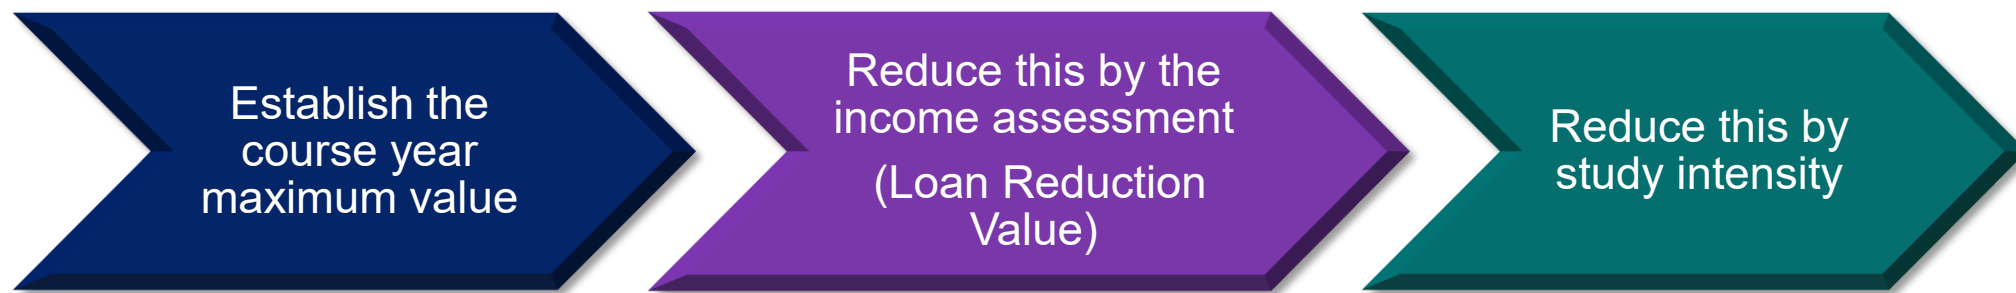 Establish the
course year
maximum value
Reduce this by the
income assessment
(Loan Reduction
Value)
Reduce this by
study intensity